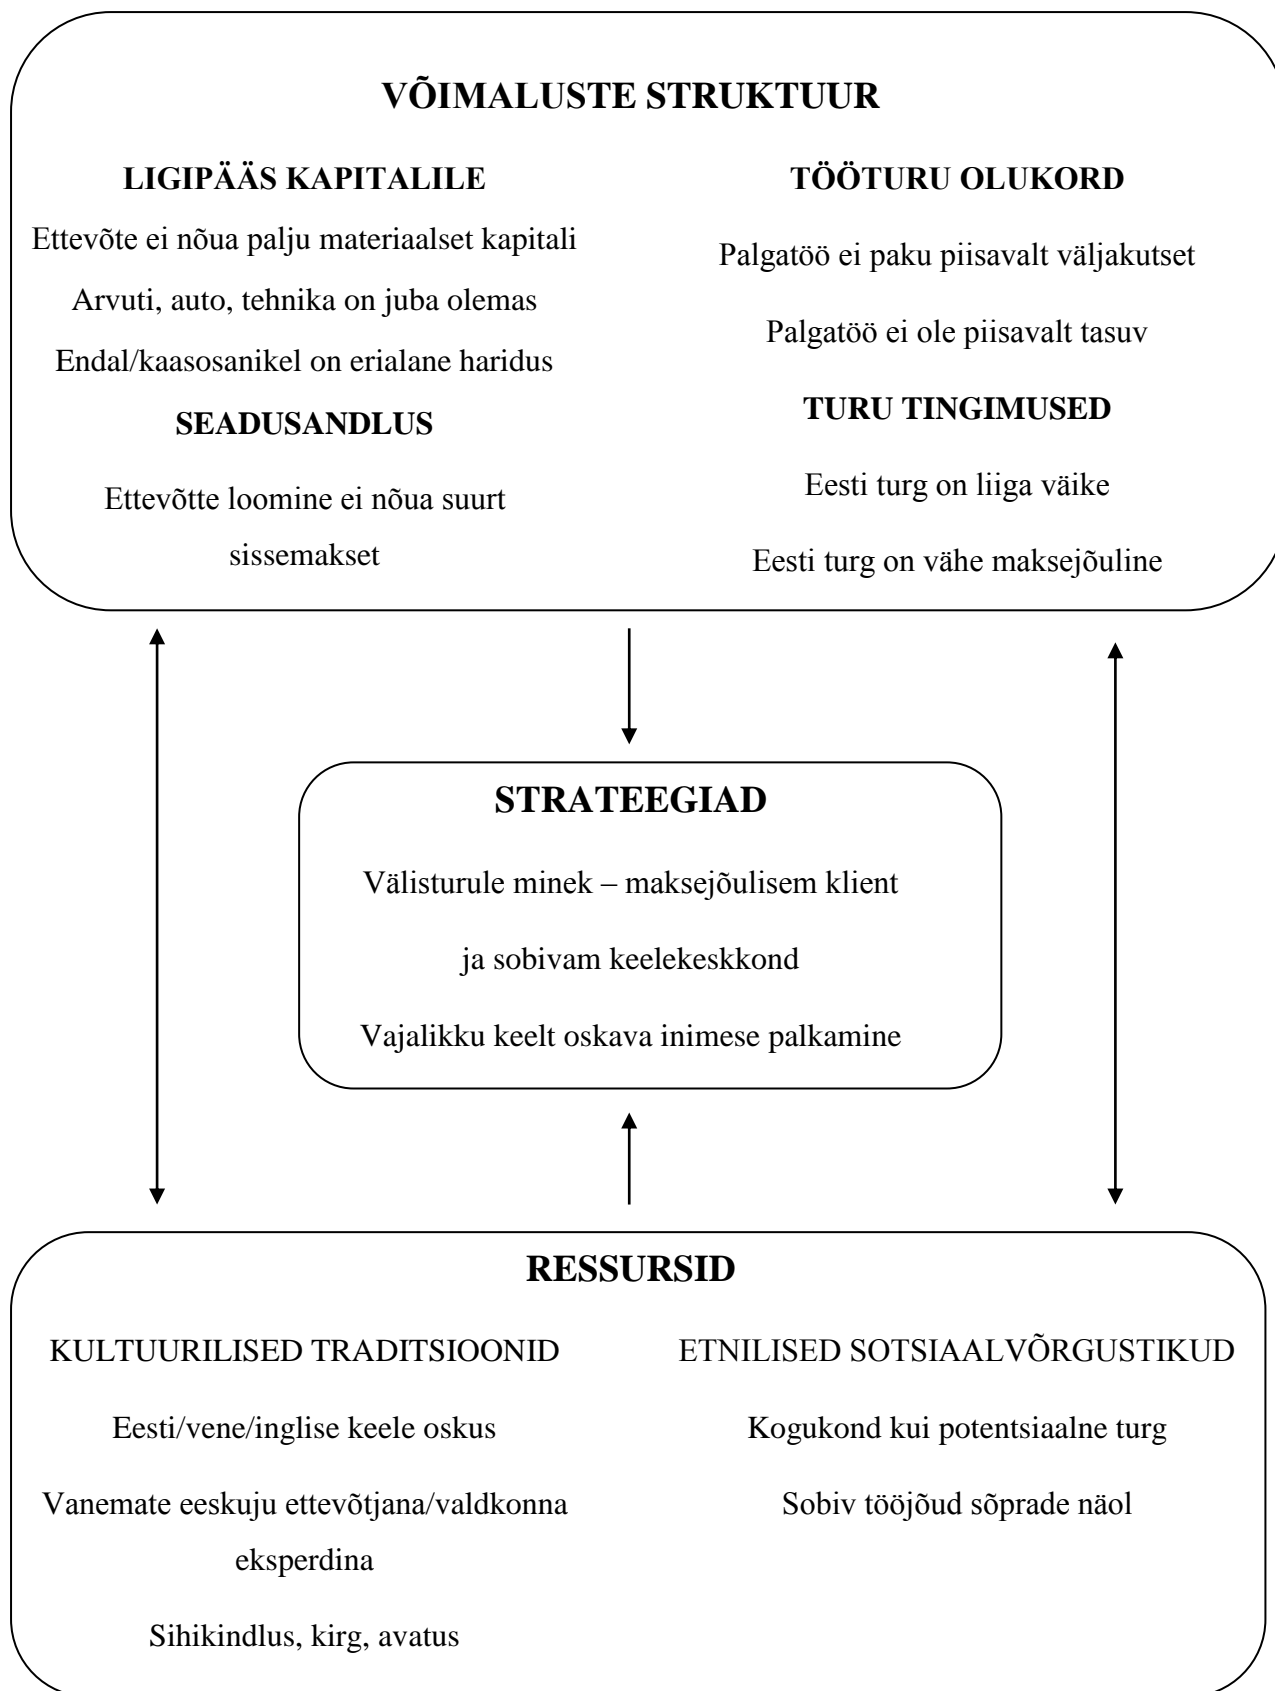 VÕIMALUSTE STRUKTUUR
LIGIPÄÄS KAPITALILE
Ettevõte ei nõua palju materiaalset kapitali
Arvuti, auto, tehnika on juba olemas
Endal/kaasosanikel on erialane haridus
SEADUSANDLUS
Ettevõtte loomine ei nõua suurt
sissemakset
TÖÖTURU OLUKORD
Palgatöö ei paku piisavalt väljakutset
Palgatöö ei ole piisavalt tasuv
TURU TINGIMUSED
Eesti turg on liiga väike
Eesti turg on vähe maksejõuline
STRATEEGIAD
Välisturule minek – maksejõulisem klient
ja sobivam keelekeskkond
Vajalikku keelt oskava inimese palkamine
RESSURSID
KULTUURILISED TRADITSIOONID
Eesti/vene/inglise keele oskus
Vanemate eeskuju ettevõtjana/valdkonna
eksperdina
Sihikindlus, kirg, avatus
ETNILISED SOTSIAALVÕRGUSTIKUD
Kogukond kui potentsiaalne turg
Sobiv tööjõud sõprade näol